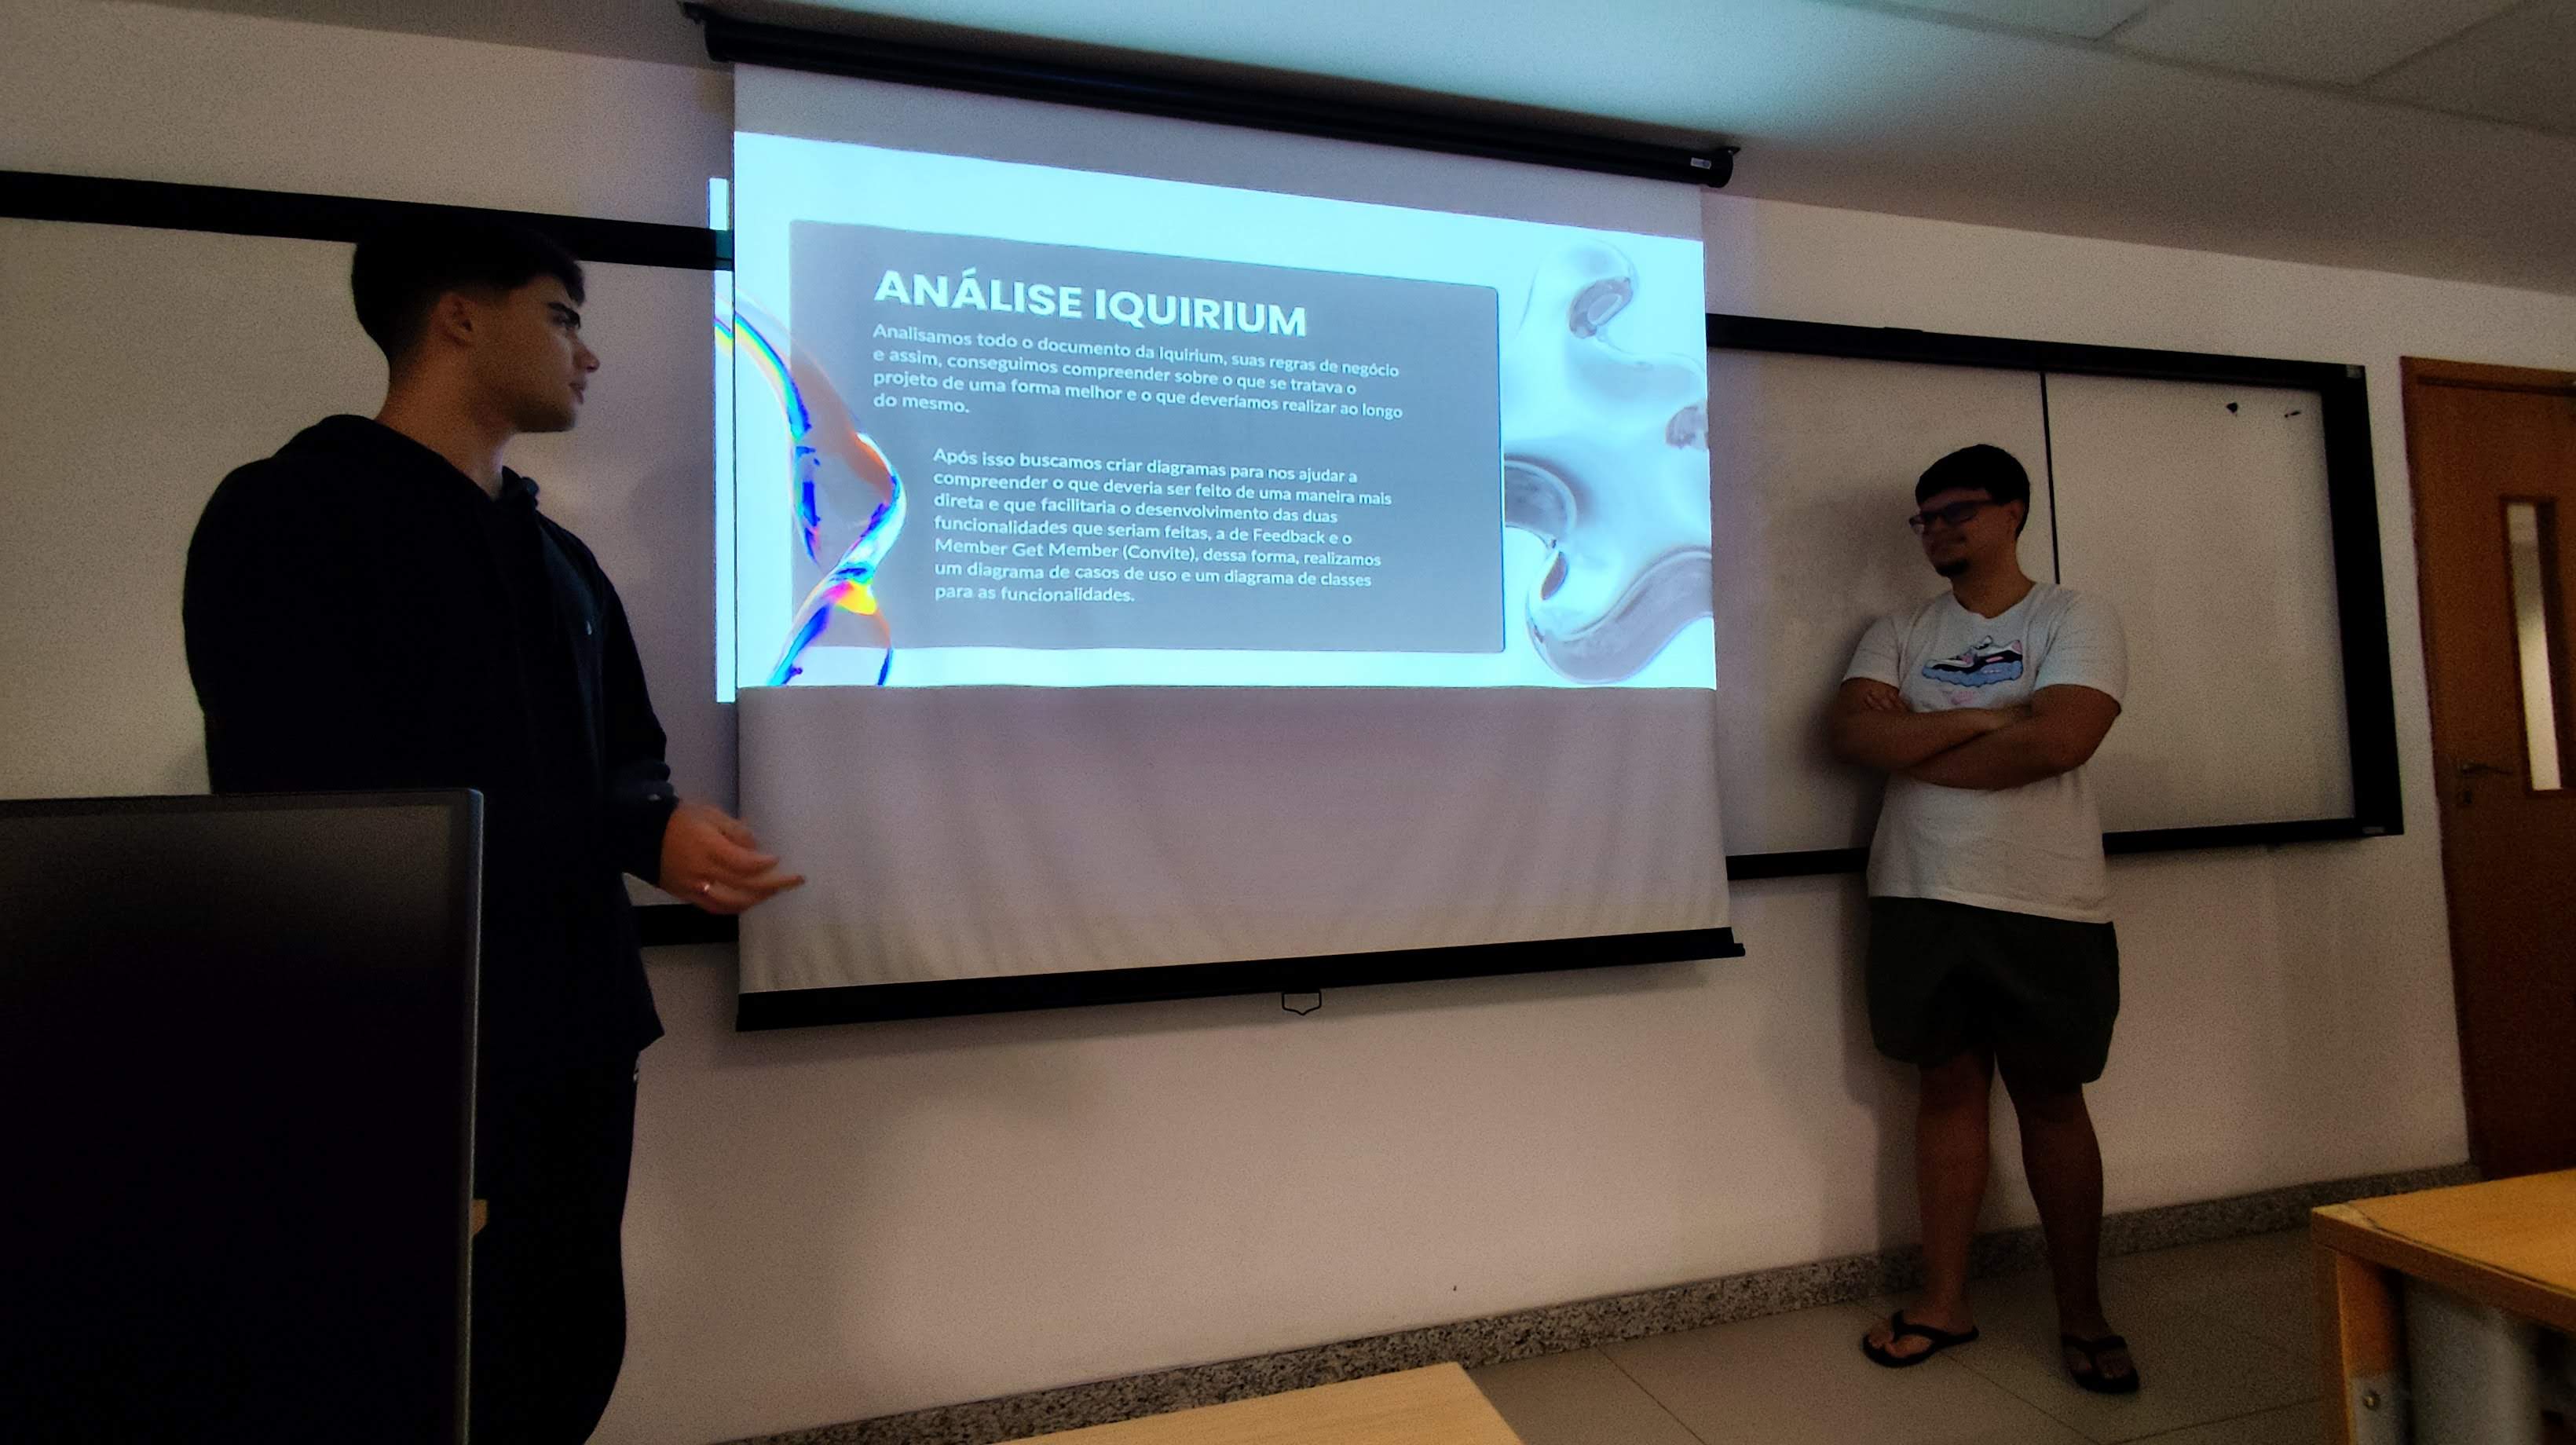 ANÁLISE IQUIRIUM
Analisamos todo o documento da Iquirium, suas regras de negócio
e assim, conseguimos compreender sobre o que se tratava o
projeto de uma forma melhor e o que deveríamos realizar ao longo
do mesmo.
Após isso buscamos criar diagramas para nos ajudar a
compreender o que deveria ser feito de uma maneira mais
direta e que facilitaria o desenvolvimento das duas
funcionalidades que seriam feitas, a de Feedback e o
Member Get Member (Convite), dessa forma, realizamos
um diagrama de casos de uso e um diagrama de classes
para as funcionalidades.